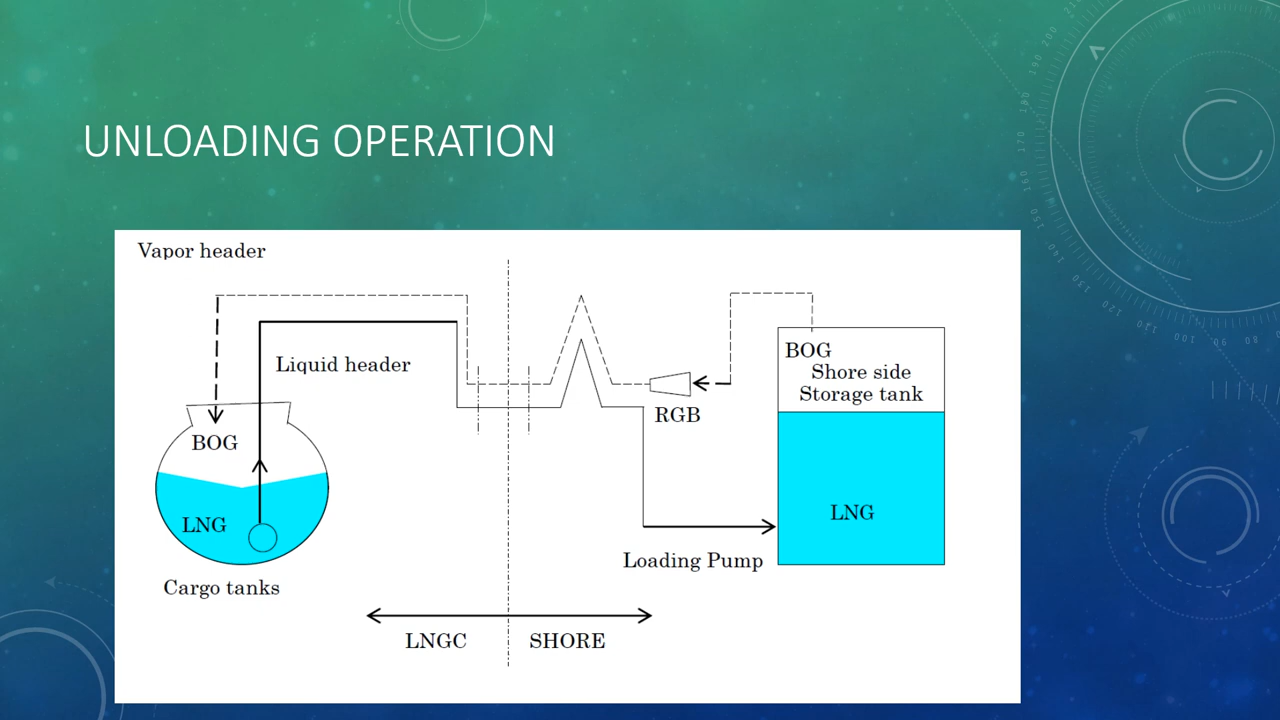 UNLOADING OPERATION
Vapor header
Liquid header
BOG
LNG
Cargo tanks
RGB
BOG
Shore side
Storage tank
LNG
Loading Pump
LNGC
SHORE